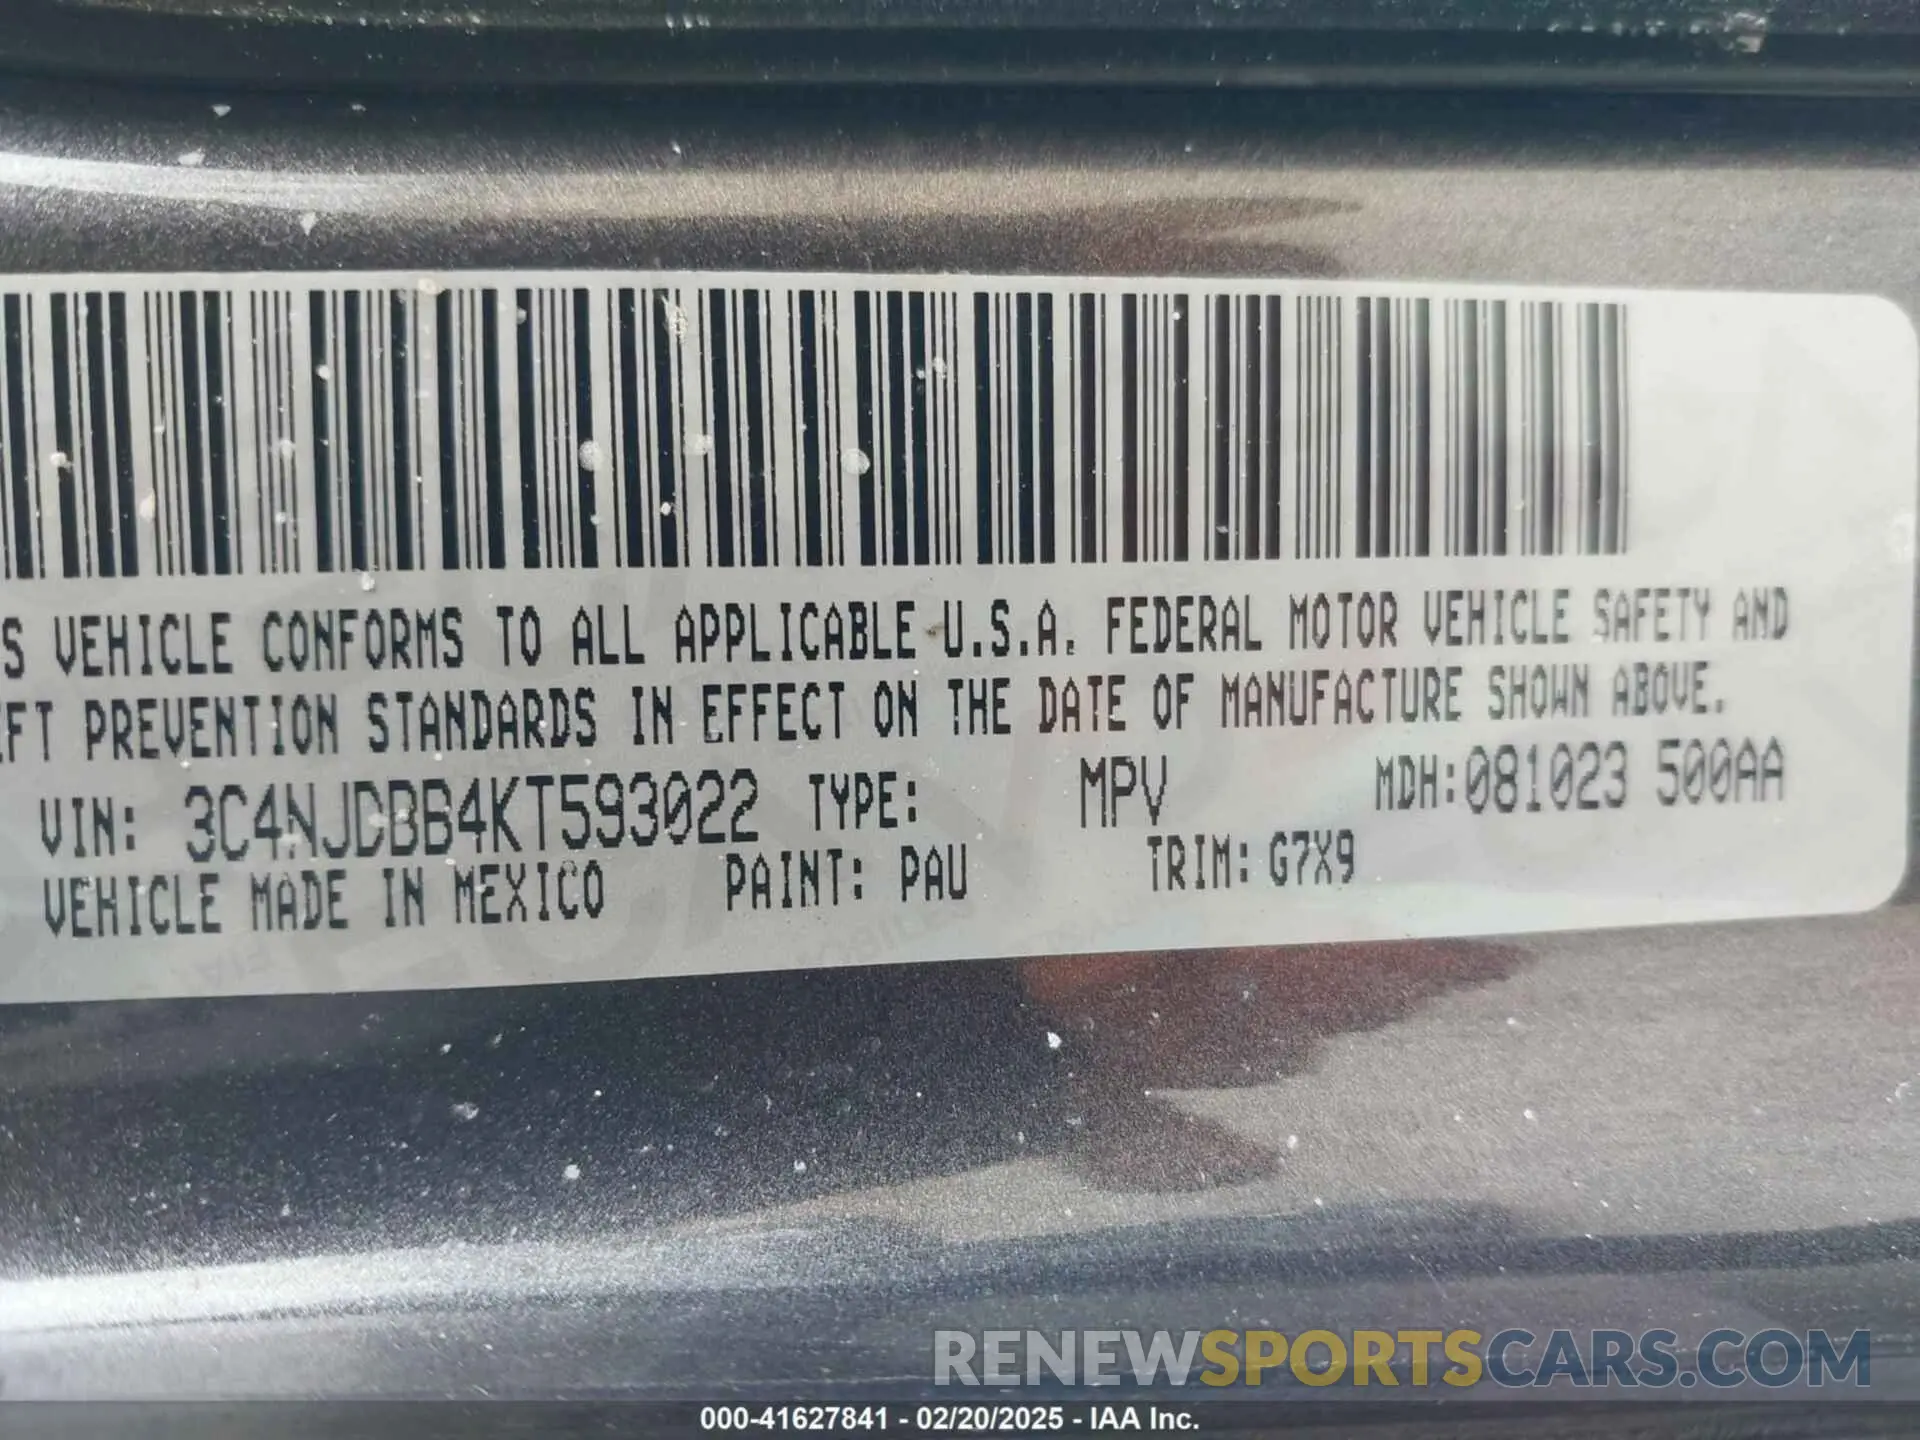 S VEHICLE CONFORMS TO ALL APPLICABLE U.S.A. FEDERAL MOTOR VEHICLE SAFETY AND
FT PREVENTION STANDARDS IN EFFECT ON THE DATE OF MANUFACTURE SHOWN ABOVE.
VIN: 3C4NJDBB4KT593022 TYPE: MPV MDH:081023 500AA
VEHICLE MADE IN MEXICO PAINT: PAU TRIM: G7X9
RENEWSPORTSCARS.COM
000-41627841 - 02/20/2025 - IAA Inc.